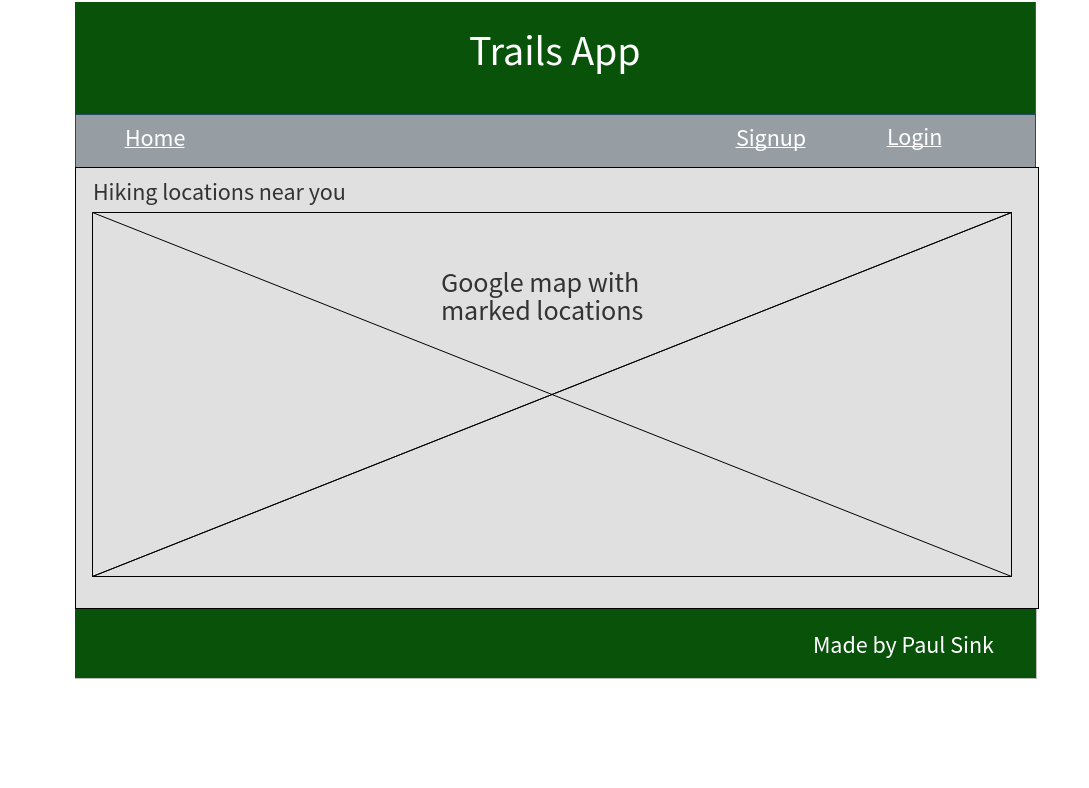 Trails App
Home Signup Login
Hiking locations near you
Google map with
marked locations
Made by Paul Sink